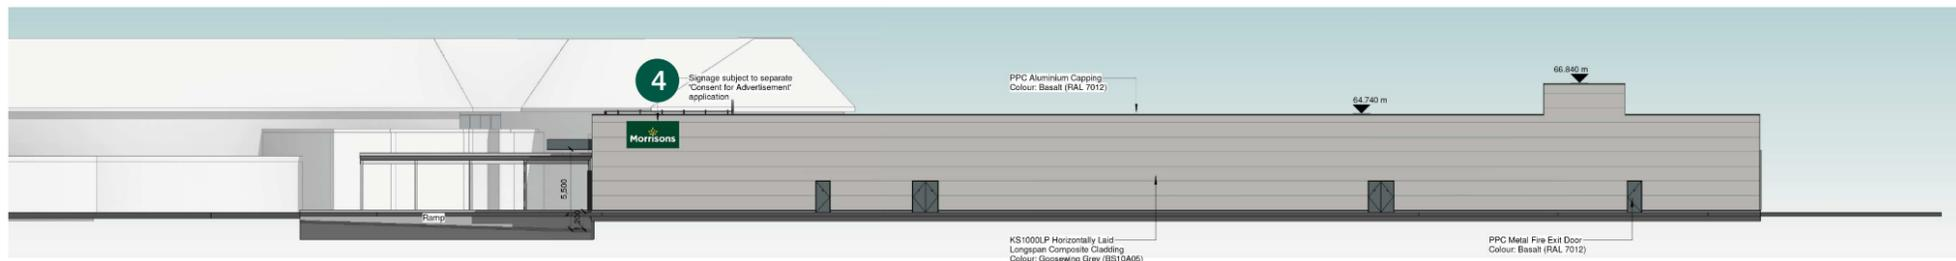 4
Signage subject to separate
'Consent for Advertisement'
application
Morrisons
PPC Aluminium Capping
Colour: Basalt (RAL 7012)
64.740 m
66.840 m
5,500
1,200
Ramp
KS1000LP Horizontally Laid
Longspan Composite Cladding
Colour: Goosewing Grey (BS10A05)
PPC Metal Fire Exit Door
Colour: Basalt (RAL 7012)